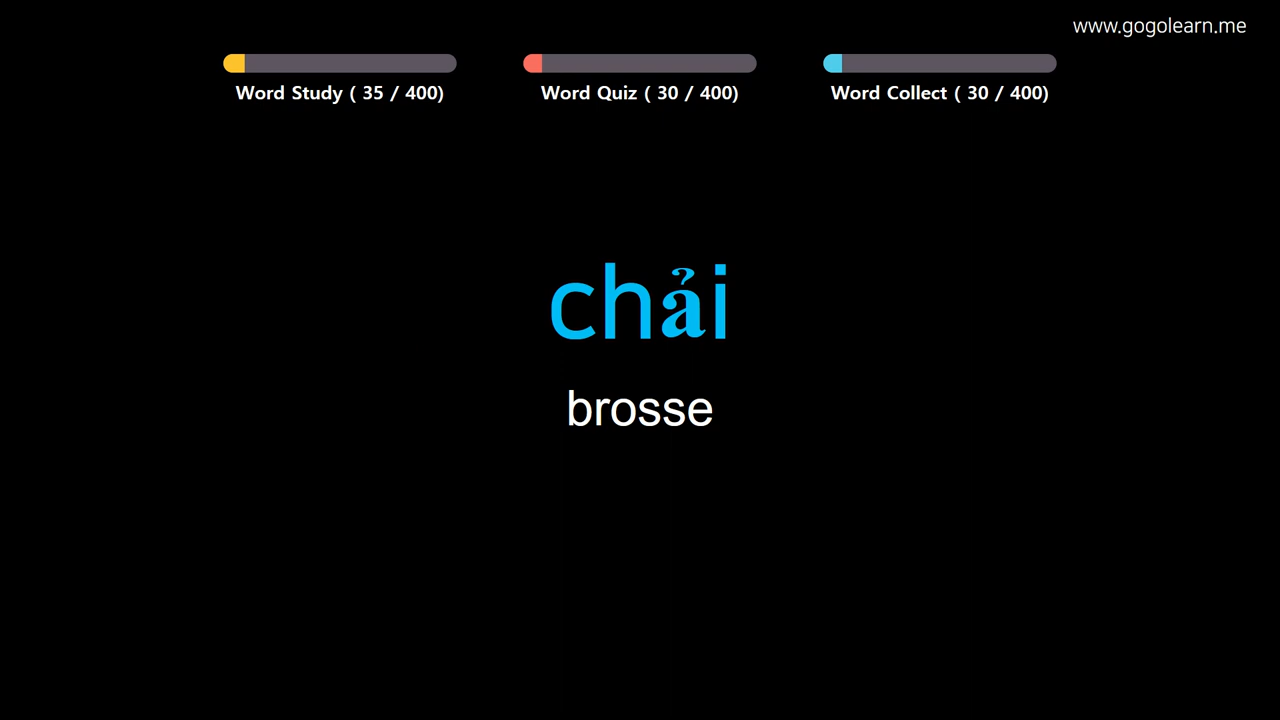 www.gogolearn.me
Word Study ( 35 / 400)
Word Quiz ( 30 / 400)
Word Collect ( 30 / 400)
chải
brosse